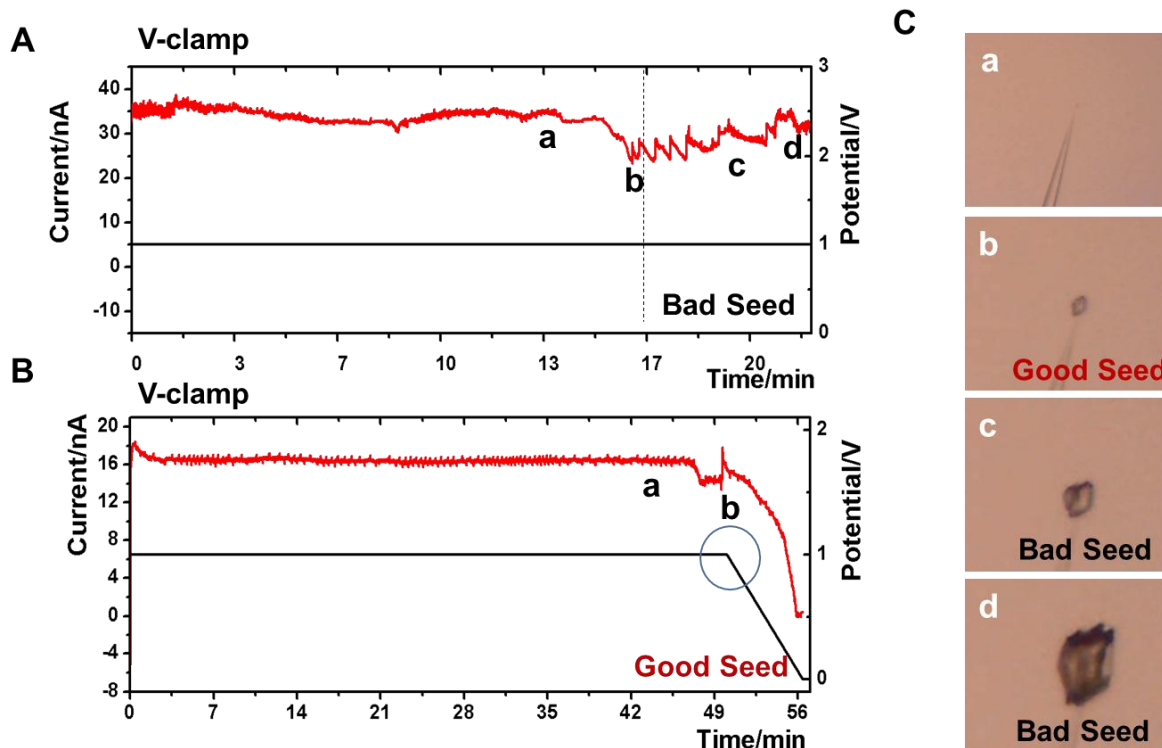 A
V-clamp
Current/nA
40
30
20
10
0
-10
3
2
1
0
Potential/V
a
b
c
d
Bad Seed
0
3
7
10
13
17
20
Time/min
B
V-clamp
Current/nA
20
16
12
8
4
0
-4
-8
2
1
0
Potential/V
a
b
Good Seed
0
7
14
21
28
35
42
49
56
Time/min
C
a
b
Good Seed
c
Bad Seed
d
Bad Seed